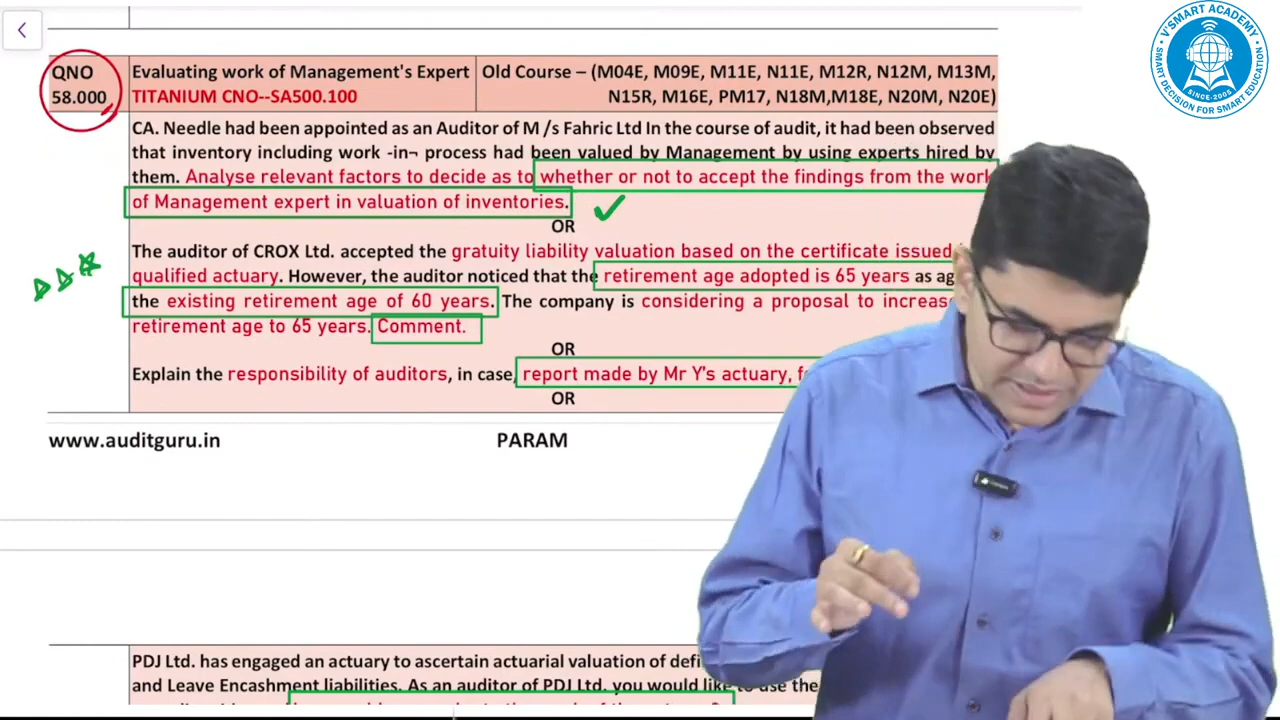 QNO
58.000
Evaluating work of Management's Expert
TITANIUM CNO--SA500.100
Old Course – (M04E, M09E, M11E, N11E, M12R, N12M, M13M,
N15R, M16E, PM17, N18M,M18E, N20M, N20E)
CA. Needle had been appointed as an Auditor of M /s Fahric Ltd In the course of audit, it had been observed
that inventory including work -in¬ process had been valued by Management by using experts hired by
them. Analyse relevant factors to decide as to whether or not to accept the findings from the work
of Management expert in valuation of inventories.
OR
The auditor of CROX Ltd. accepted the gratuity liability valuation based on the certificate issued
qualified actuary. However, the auditor noticed that the retirement age adopted is 65 years as
the existing retirement age of 60 years. The company is considering a proposal to increase
retirement age to 65 years. Comment.
OR
Explain the responsibility of auditors, in case, report made by Mr Y's actuary,
OR
www.auditguru.in
PARAM
PDJ Ltd. has engaged an actuary to ascertain actuarial valuation of
and Leave Encashment liabilities. As an auditor of PDJ Ltd. you would like to use the
V'SMART ACADEMY
SINCE-2005
SMART DECISION FOR SMART EDUCATION